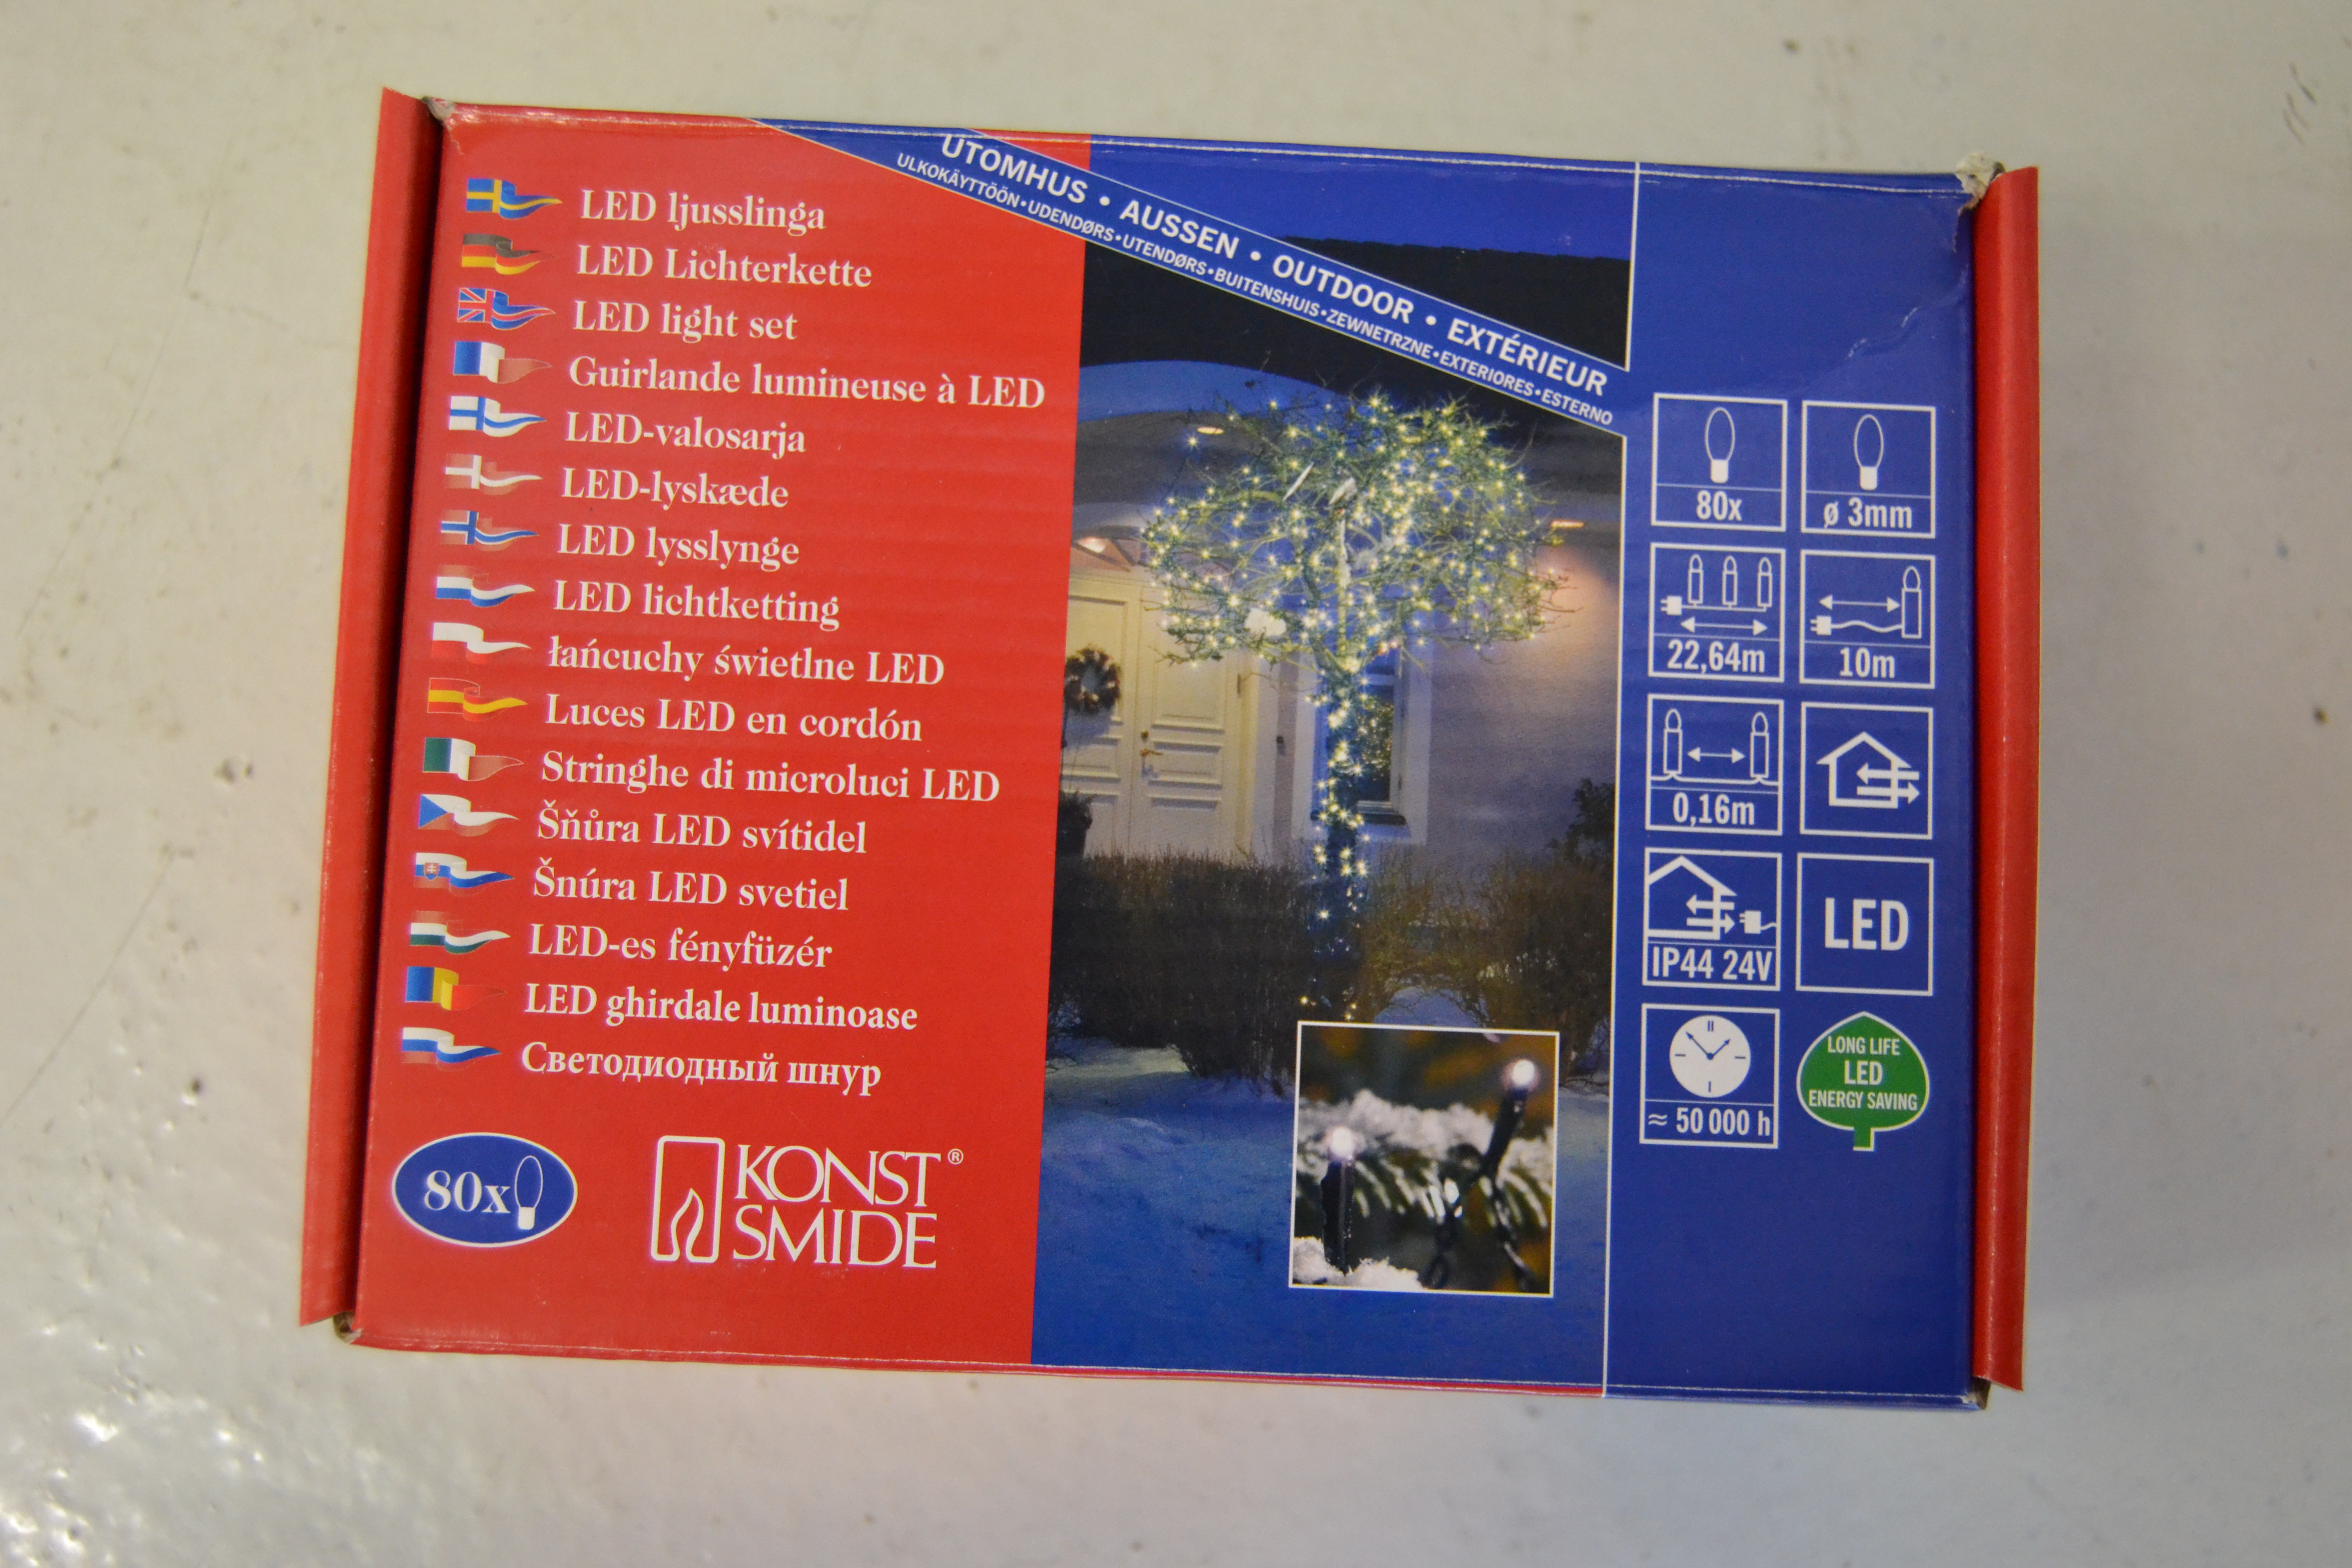 UTOMHUS • AUSSEN • OUTDOOR • EXTÉRIEUR
ULKOKÄYTTÖÖN • UDENDØRS • UTENDØRS • BUITENSHUIS • ZEWNETRZNE • EXTERIORES • ESTERNO
LED ljusslinga
LED Lichterkette
LED light set
Guirlande lumineuse à LED
LED-valosarja
LED-lyskæde
LED lysslynge
LED lichtketting
łańcuchy świetlne LED
Luces LED en cordón
Stringhe di microluci LED
Šňůra LED svítidel
Šnúra LED svetiel
LED-es fényfüzér
LED ghirdale luminoase
Светодиодный шнур
80x
KONST
SMIDE®
80x
ø 3mm
22,64m
10m
0,16m
IP44 24V
LED
≈ 50 000 h
LONG LIFE
LED
ENERGY SAVING